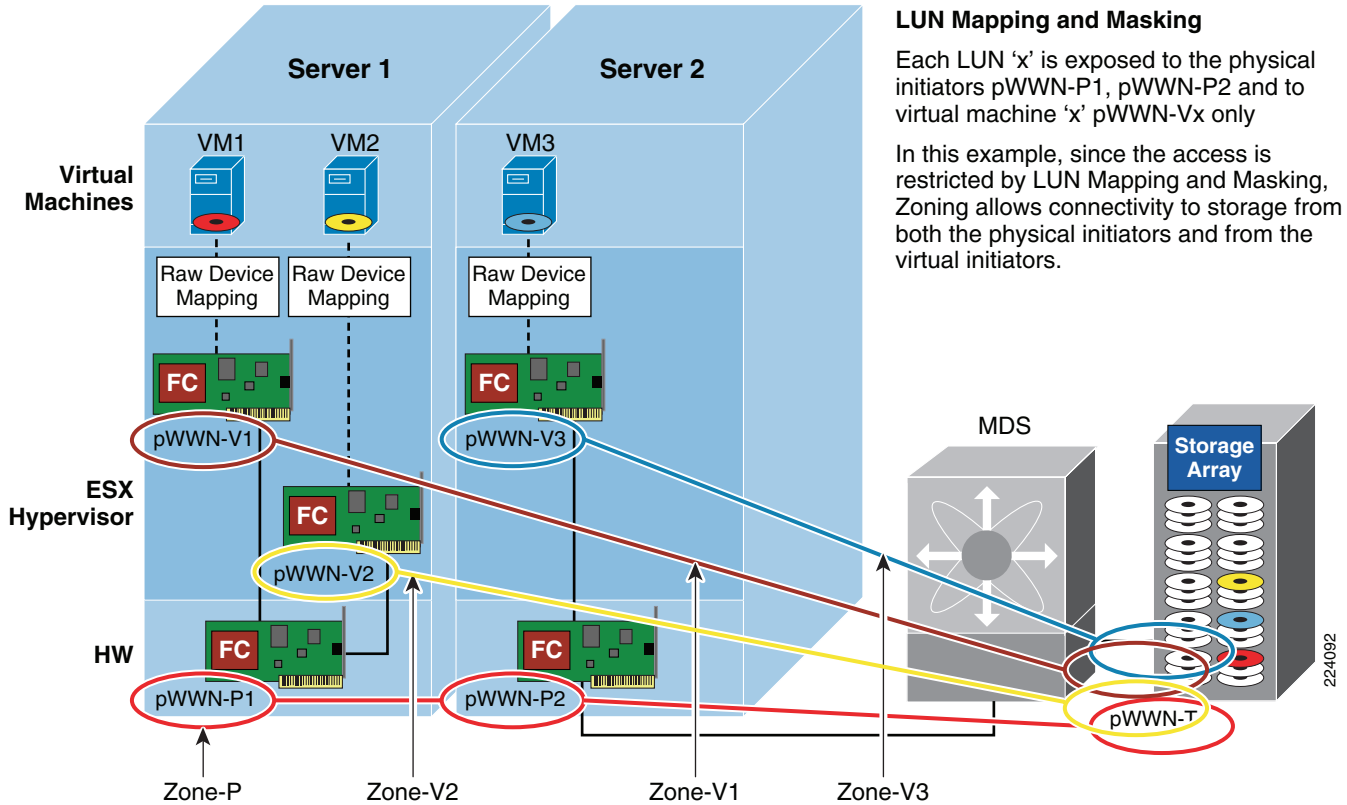 LUN Mapping and Masking
Each LUN ‘x’ is exposed to the physical
initiators pWWN-P1, pWWN-P2 and to
virtual machine ‘x’ pWWN-Vx only
In this example, since the access is
restricted by LUN Mapping and Masking,
Zoning allows connectivity to storage from
both the physical initiators and from the
virtual initiators.
Server 1
Server 2
VM1
VM2
VM3
Virtual
Machines
Raw Device
Mapping
Raw Device
Mapping
Raw Device
Mapping
FC
FC
pWWN-V1
pWWN-V3
MDS
Storage
Array
ESX
Hypervisor
FC
pWWN-V2
HW
FC
FC
pWWN-P1
pWWN-P2
pWWN-T
224092
Zone-P
Zone-V2
Zone-V1
Zone-V3